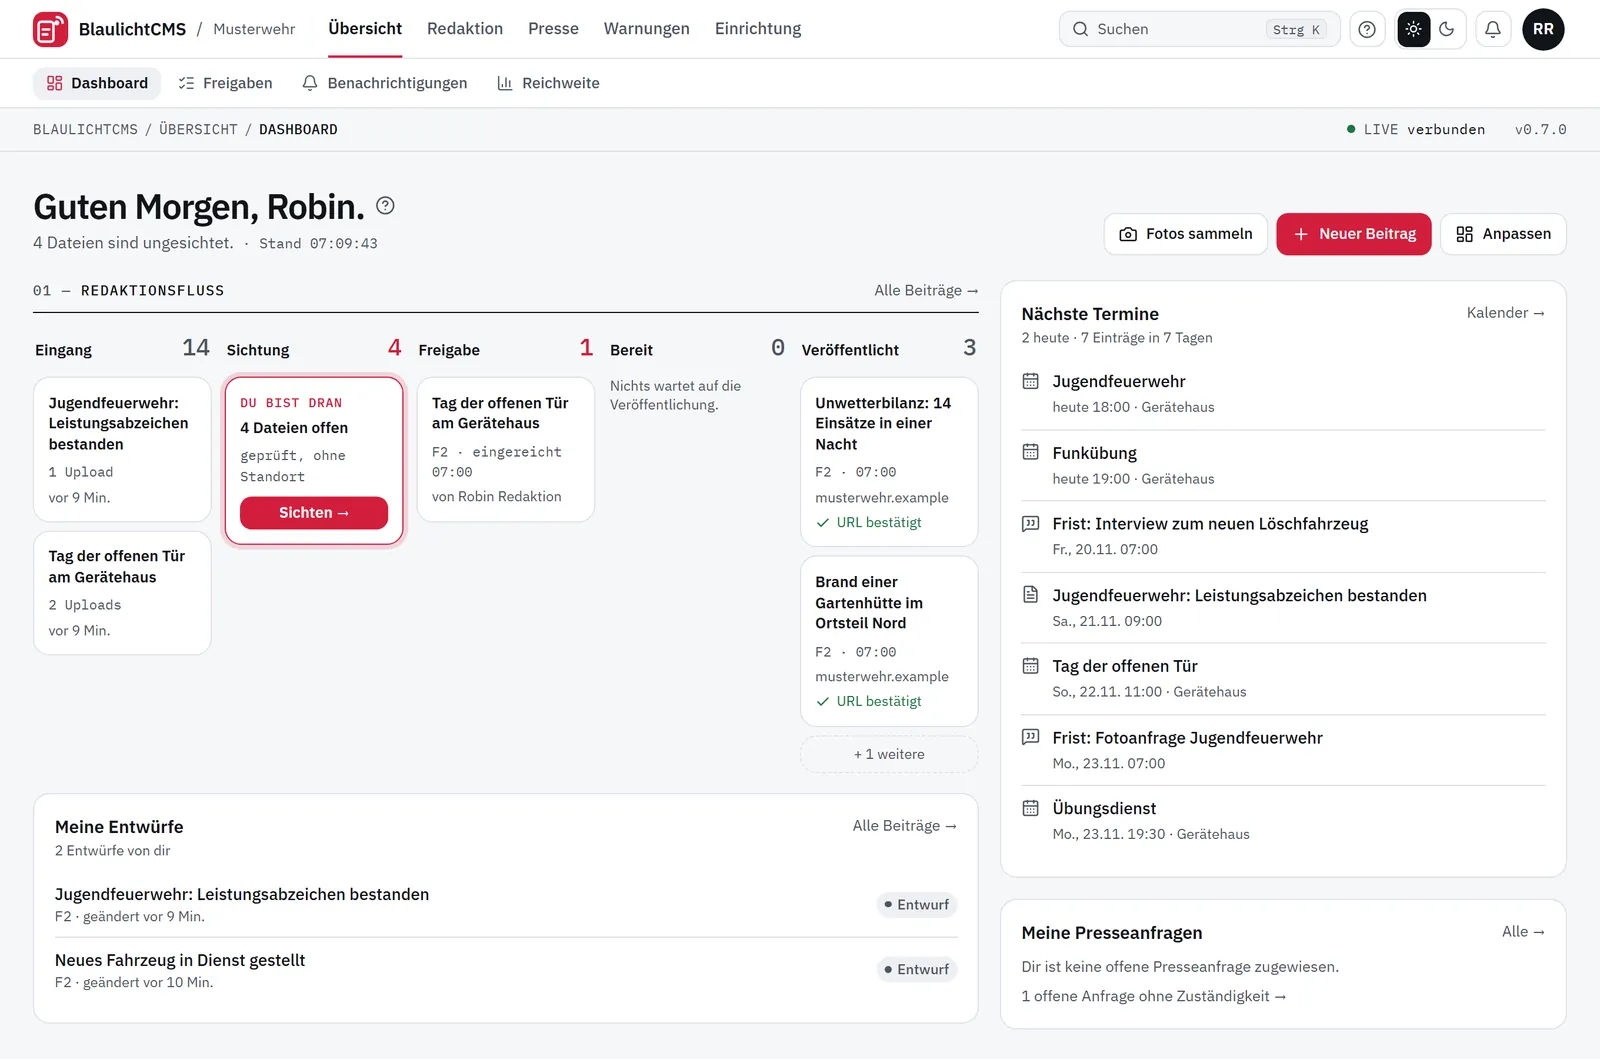 BlaulichtCMS / Musterwehr
Übersicht Redaktion Presse Warnungen Einrichtung
Suchen Strg K
RR
Dashboard Freigaben Benachrichtigungen Reichweite
BLAULICHTCMS / ÜBERSICHT / DASHBOARD
LIVE verbunden v0.7.0
Guten Morgen, Robin.
4 Dateien sind ungesichtet. · Stand 07:09:43
Fotos sammeln
+ Neuer Beitrag
Anpassen
01 — REDAKTIONSFLUSS
Alle Beiträge →
Eingang 14
Jugendfeuerwehr:
Leistungsabzeichen
bestanden
1 Upload
vor 9 Min.
Tag der offenen Tür
am Gerätehaus
2 Uploads
vor 9 Min.
Sichtung 4
DU BIST DRAN
4 Dateien offen
geprüft, ohne
Standort
Sichten →
Freigabe 1
Tag der offenen Tür
am Gerätehaus
F2 · eingereicht
07:00
von Robin Redaktion
Bereit 0
Nichts wartet auf die
Veröffentlichung.
Veröffentlicht 3
Unwetterbilanz: 14
Einsätze in einer
Nacht
F2 · 07:00
musterwehr.example
✓ URL bestätigt
Brand einer
Gartenhütte im
Ortsteil Nord
F2 · 07:00
musterwehr.example
✓ URL bestätigt
+ 1 weitere
Meine Entwürfe
Alle Beiträge →
2 Entwürfe von dir
Jugendfeuerwehr: Leistungsabzeichen bestanden
F2 · geändert vor 9 Min.
Entwurf
Neues Fahrzeug in Dienst gestellt
F2 · geändert vor 10 Min.
Entwurf
Nächste Termine
Kalender →
2 heute · 7 Einträge in 7 Tagen
Jugendfeuerwehr
heute 18:00 · Gerätehaus
Funkübung
heute 19:00 · Gerätehaus
Frist: Interview zum neuen Löschfahrzeug
Fr., 20.11. 07:00
Jugendfeuerwehr: Leistungsabzeichen bestanden
Sa., 21.11. 09:00
Tag der offenen Tür
So., 22.11. 11:00 · Gerätehaus
Frist: Fotoanfrage Jugendfeuerwehr
Mo., 23.11. 07:00
Übungsdienst
Mo., 23.11. 19:30 · Gerätehaus
Meine Presseanfragen
Alle →
Dir ist keine offene Presseanfrage zugewiesen.
1 offene Anfrage ohne Zuständigkeit →